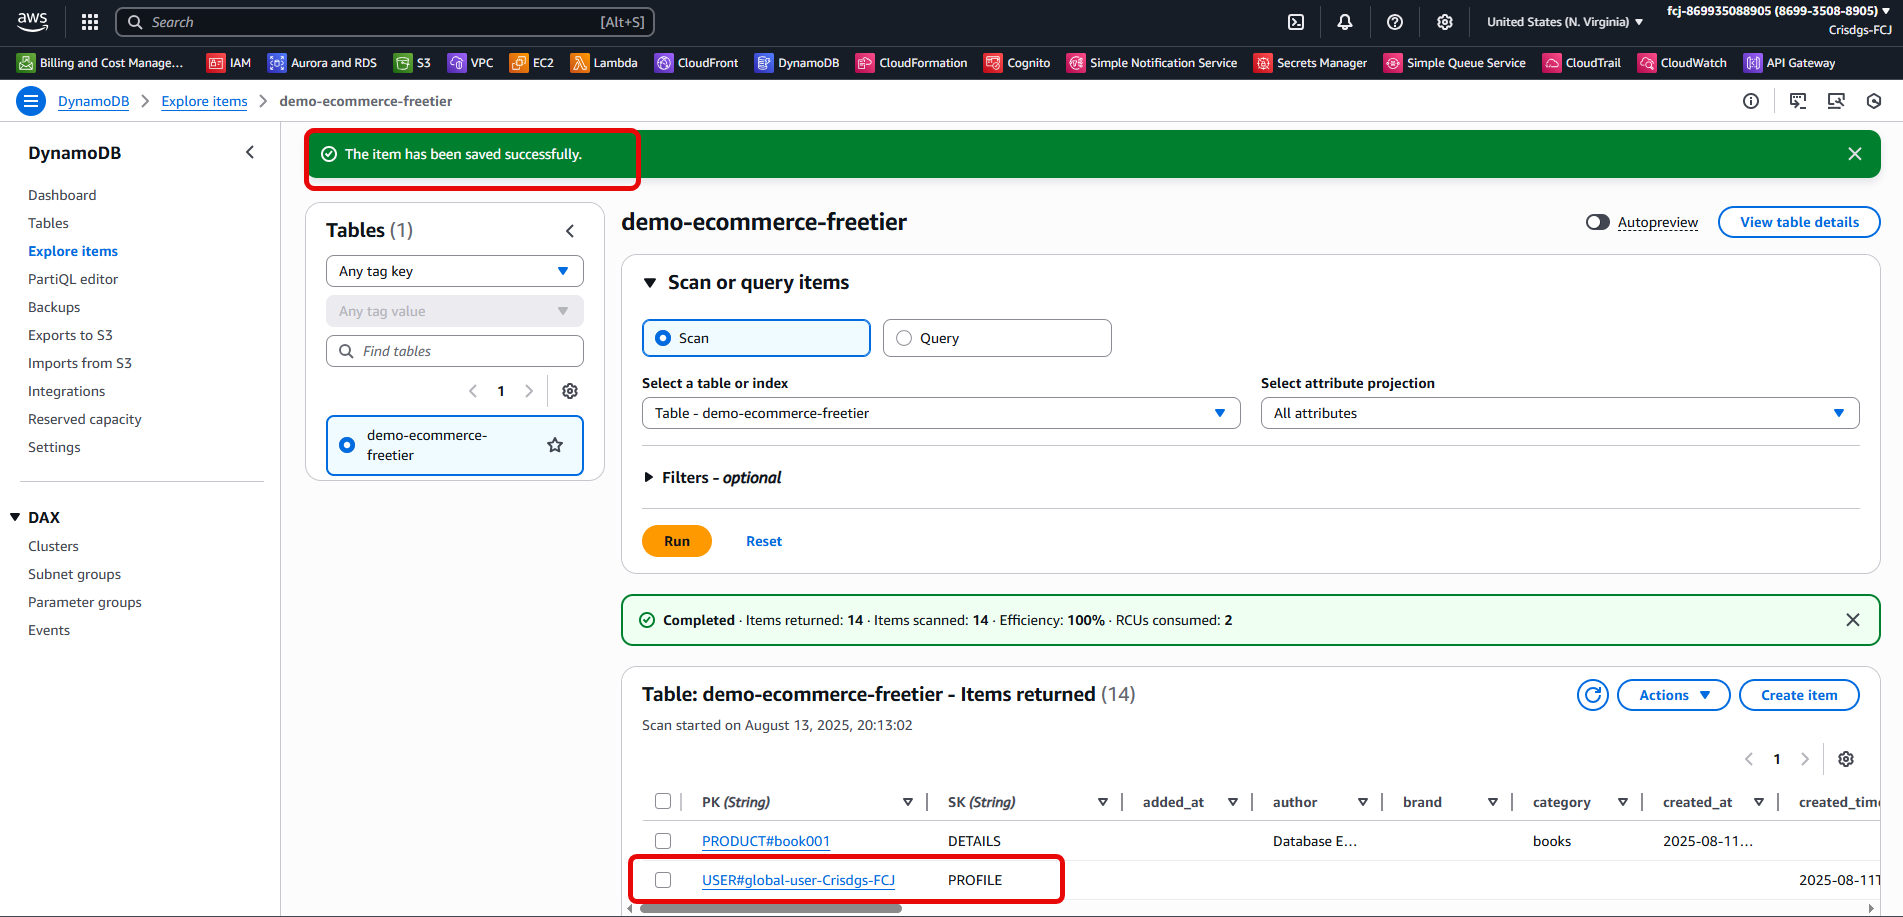 aws
Search [Alt+S]
United States (N. Virginia)
fcj-869935088905 (8699-3508-8905)
Crisdgs-FCJ
Billing and Cost Manage... IAM Aurora and RDS S3 VPC EC2 Lambda CloudFront DynamoDB CloudFormation Cognito Simple Notification Service Secrets Manager Simple Queue Service CloudTrail CloudWatch API Gateway
DynamoDB Explore items demo-ecommerce-freetier
DynamoDB
Dashboard
Tables
Explore items
PartiQL editor
Backups
Exports to S3
Imports from S3
Integrations
Reserved capacity
Settings
DAX
Clusters
Subnet groups
Parameter groups
Events
The item has been saved successfully.
Tables (1)
Any tag key
Any tag value
Find tables
1
demo-ecommerce-
freetier
demo-ecommerce-freetier
Autopreview
View table details
Scan or query items
Scan
Query
Select a table or index
Table - demo-ecommerce-freetier
Select attribute projection
All attributes
Filters - optional
Run
Reset
Completed · Items returned: 14 · Items scanned: 14 · Efficiency: 100% · RCUs consumed: 2
Table: demo-ecommerce-freetier - Items returned (14)
Scan started on August 13, 2025, 20:13:02
Actions
Create item
1
PK (String) SK (String) added_at author brand category created_at created_time
PRODUCT#book001 DETAILS Database E... books 2025-08-11...
USER#global-user-Crisdgs-FCJ PROFILE 2025-08-11T